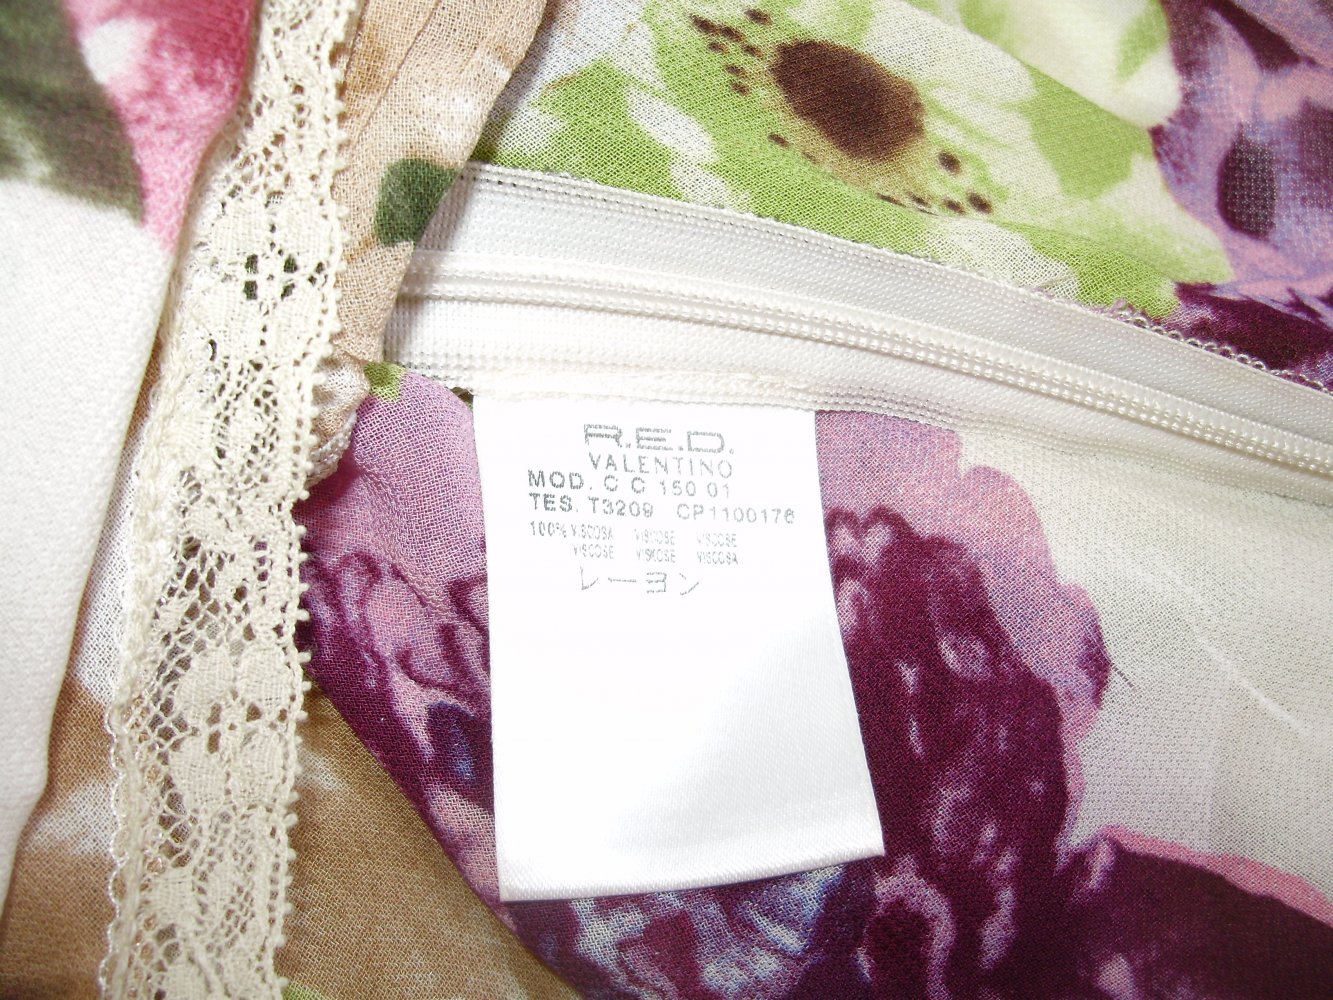 R.E.D.
VALENTINO
MOD. C C 150 01
TES. T3209 CP1100176
100% VISCOSA VISCOSE VISCOSE
VISCOSE VISKOSE VISCOSA
レーヨン